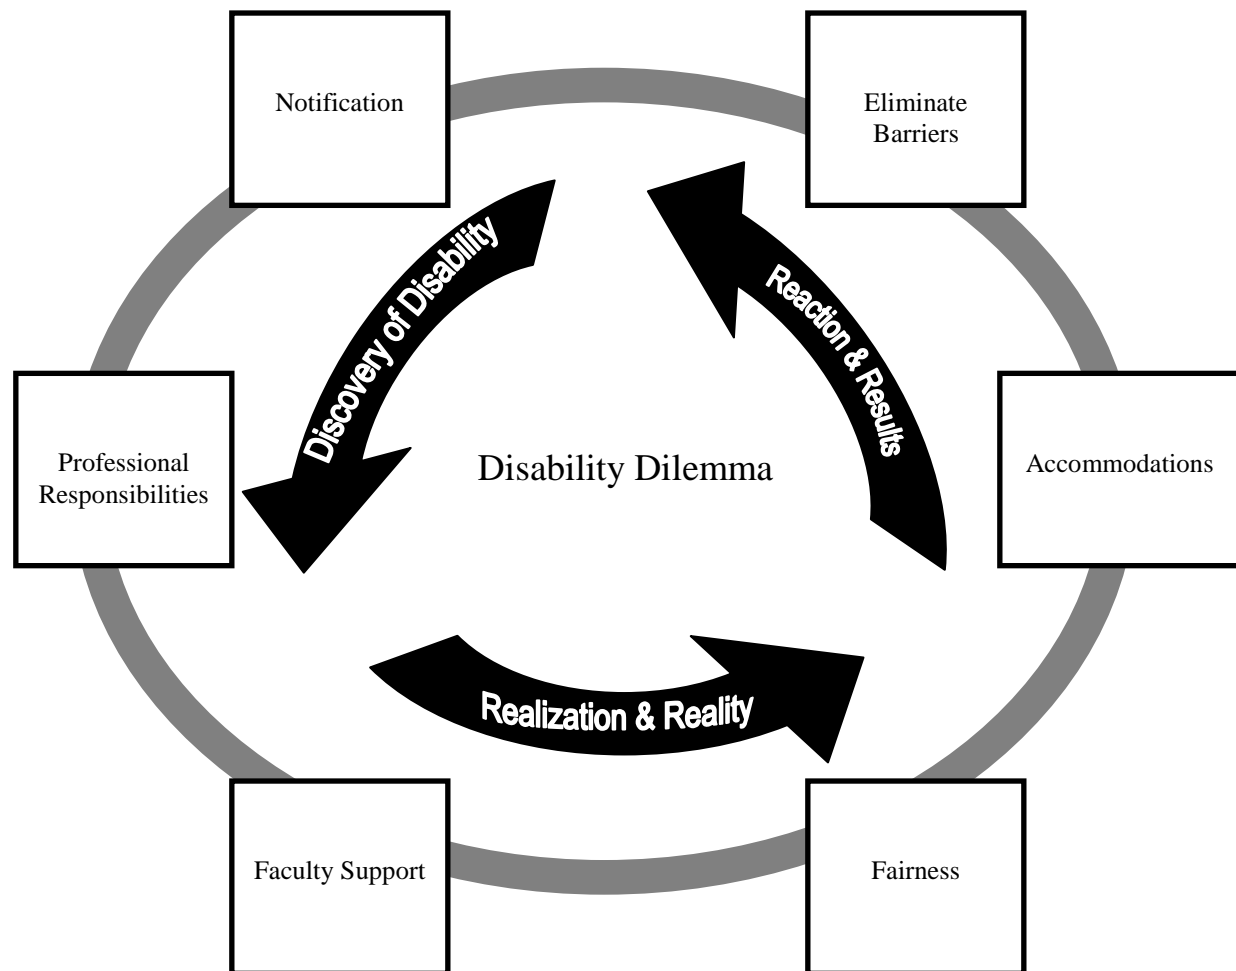 Notification
Eliminate
Barriers
Discovery of Disability
Reaction & Results
Professional
Responsibilities
Disability Dilemma
Accommodations
Realization & Reality
Faculty Support
Fairness